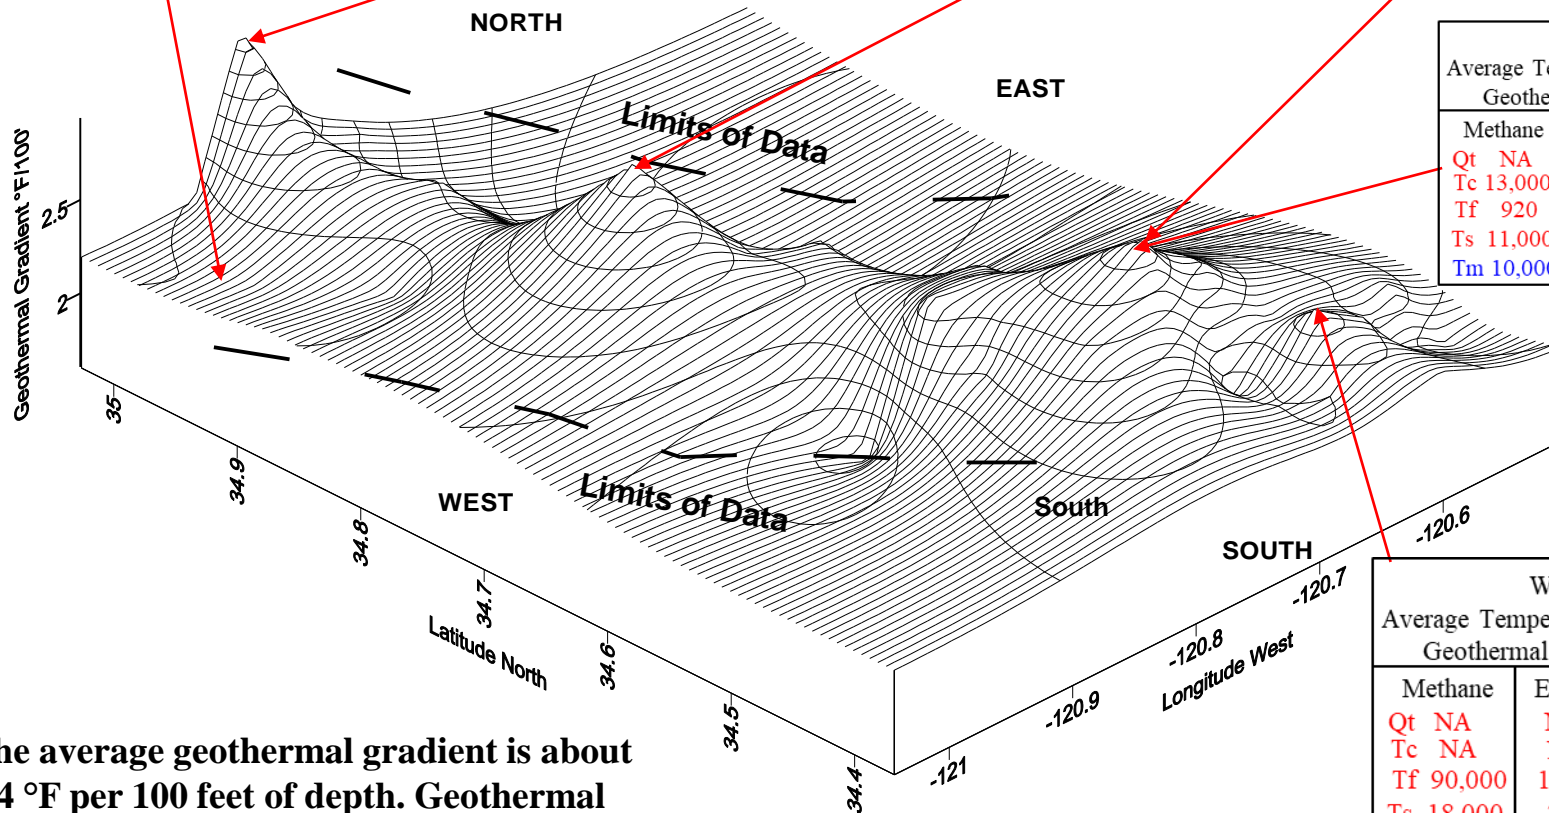 NORTH
EAST
Limits of Data
Geothermal Gradient °F/100'
2.5
2
Average
Methane
Qt NA
Tc 13,000
Tf 920
Ts 11,000
Tm 10,000
35
34.9
34.8
34.7
34.6
34.5
34.4
Latitude North
WEST
Limits of Data
South
SOUTH
-120.6
-120.7
-120.8
-120.9
-121
Longitude West
Average
Geothermal
Methane
Qt NA
Tc NA
Tf 90,000
Ts 18,000
average geothermal gradient is about
4 °F per 100 feet of depth. Geothermal